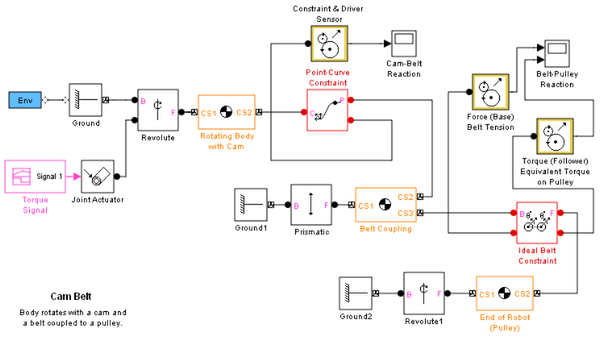 Constraint & Driver
Sensor
Cam-Belt
Reaction
Point-Curve
Constraint
Env
Ground
B
F
Revolute
CS1
CS2
Rotating Body
with Cam
C
P
Signal 1
Torque
Signal
Joint Actuator
Force (Base)
Belt Tension
Belt-Pulley
Reaction
Torque (Follower)
Equivalent Torque
on Pulley
Ground1
B
F
Prismatic
CS1
CS2
CS3
Belt Coupling
B
F
θ
θ
Ideal Belt
Constraint
Ground2
B
F
Revolute1
CS1
CS2
End of Robot
(Pulley)
Cam Belt
Body rotates with a cam and
a belt coupled to a pulley.